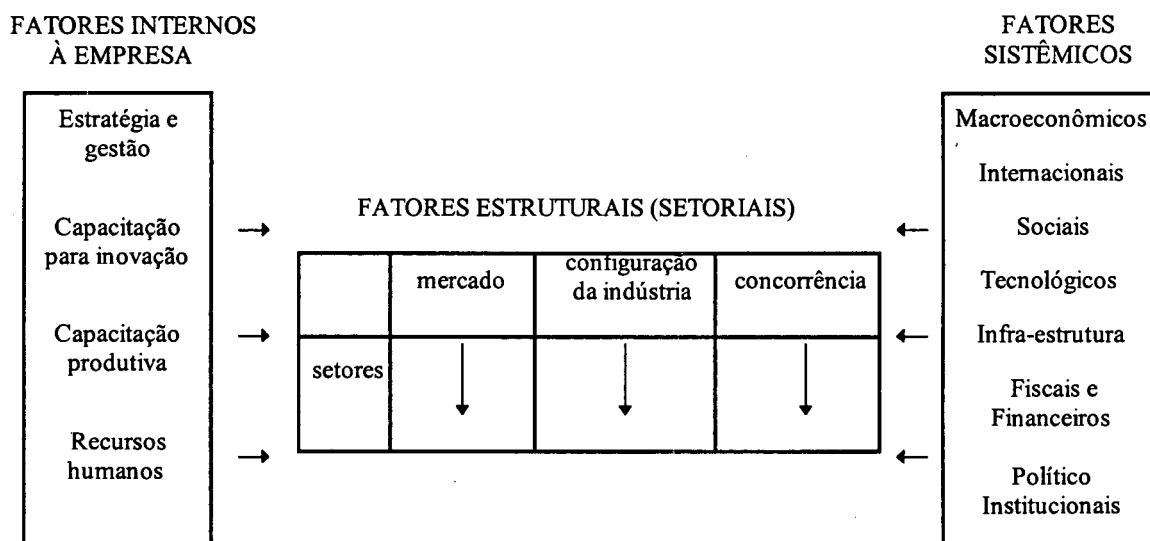 FATORES INTERNOS
À EMPRESA
Estratégia e
gestão
Capacitação
para inovação
Capacitação
produtiva
Recursos
humanos
FATORES ESTRUTURAIS (SETORIAIS)
mercado
configuração
da indústria
concorrência
setores
FATORES
SISTÊMICOS
Macroeconômicos
Internacionais
Sociais
Tecnológicos
Infra-estrutura
Fiscais e
Financeiros
Político
Institucionais